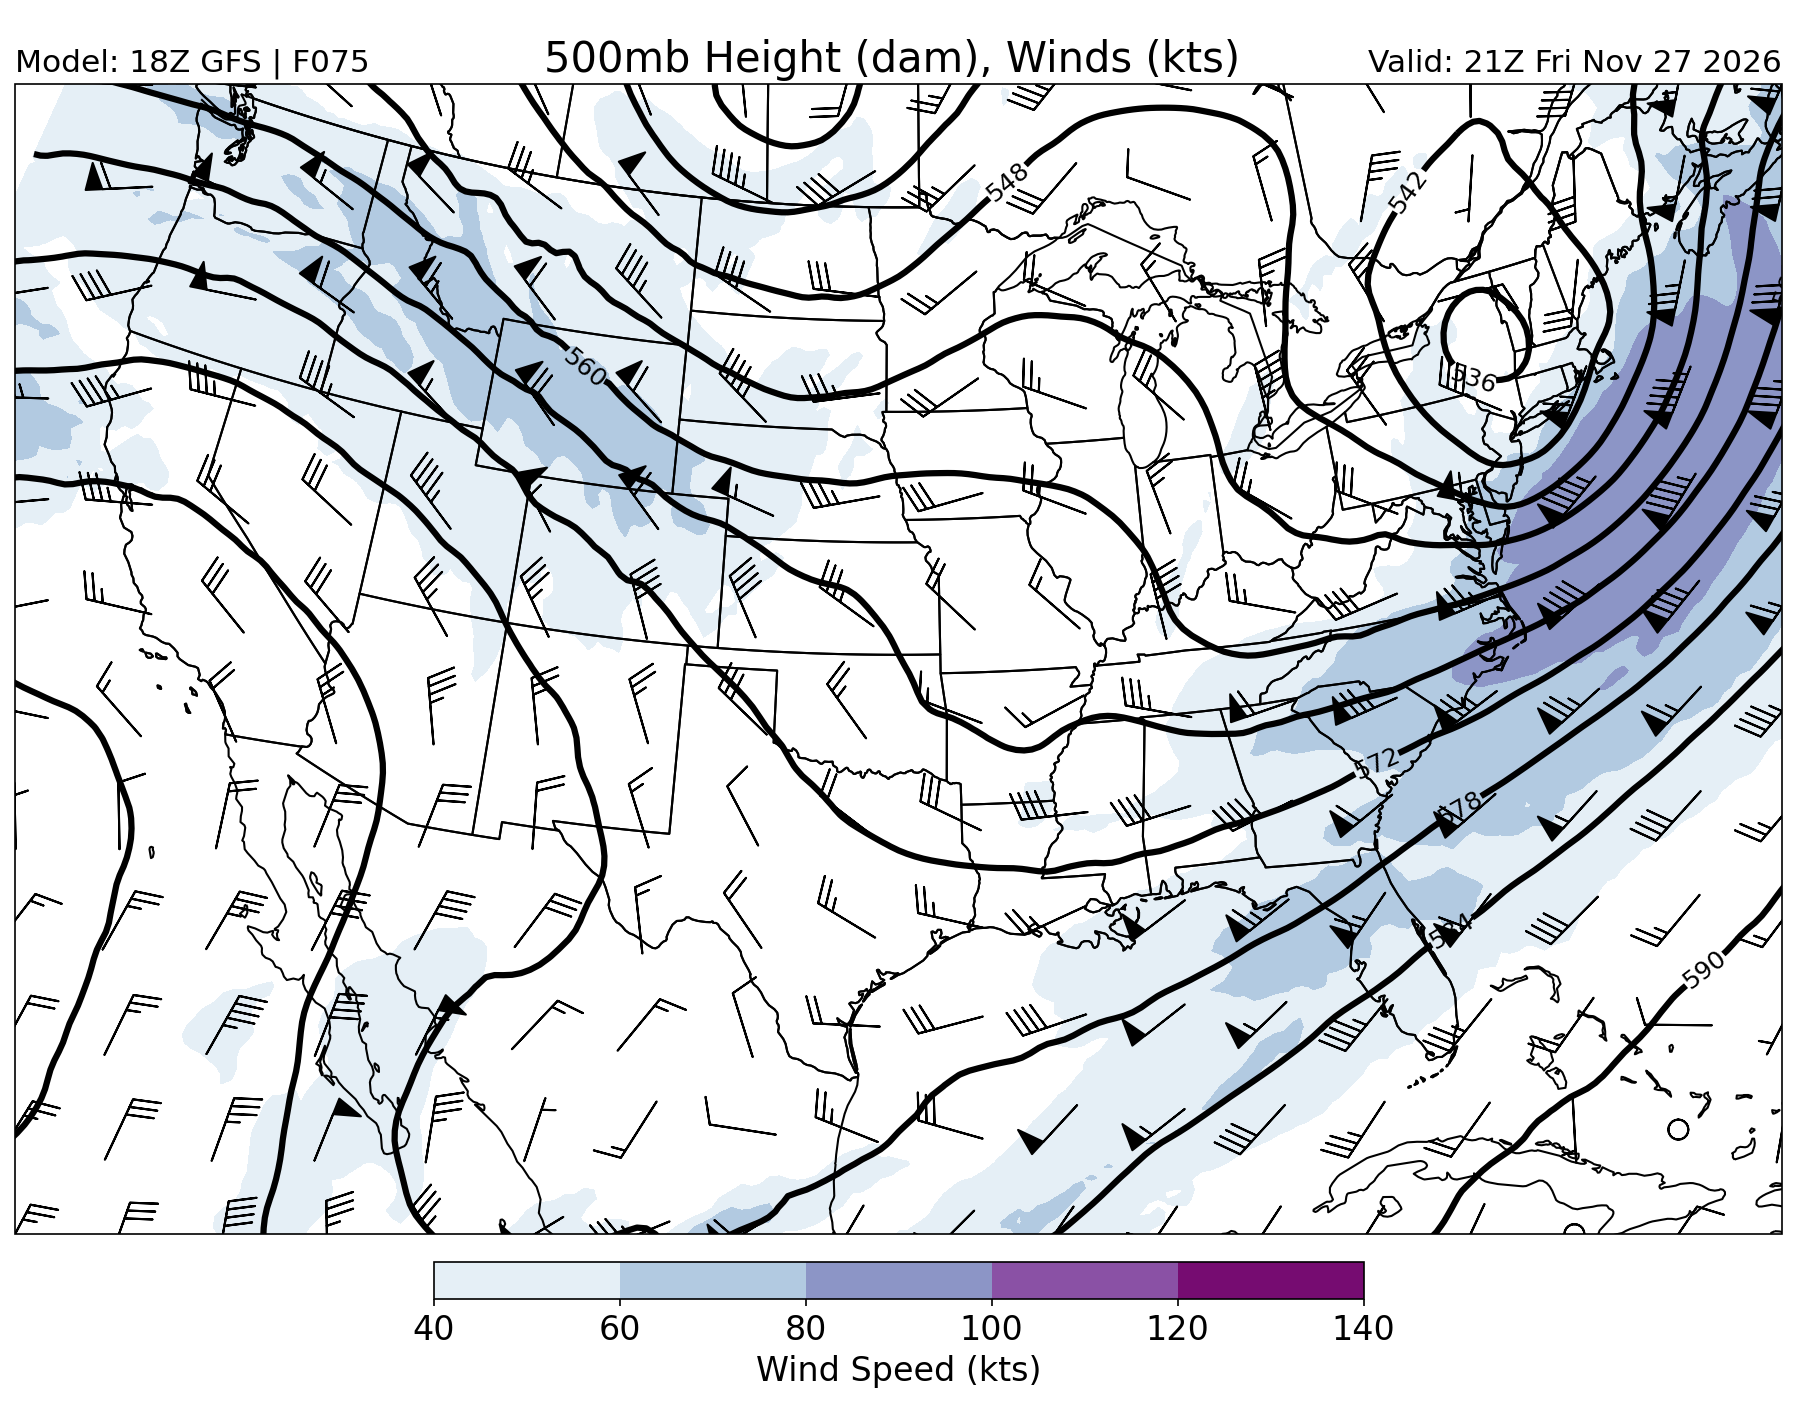 Model: 18Z GFS | F075
500mb Height (dam), Winds (kts)
Valid: 21Z Fri Nov 27 2026
548
542
536
560
572
578
584
590
40 60 80 100 120 140
Wind Speed (kts)